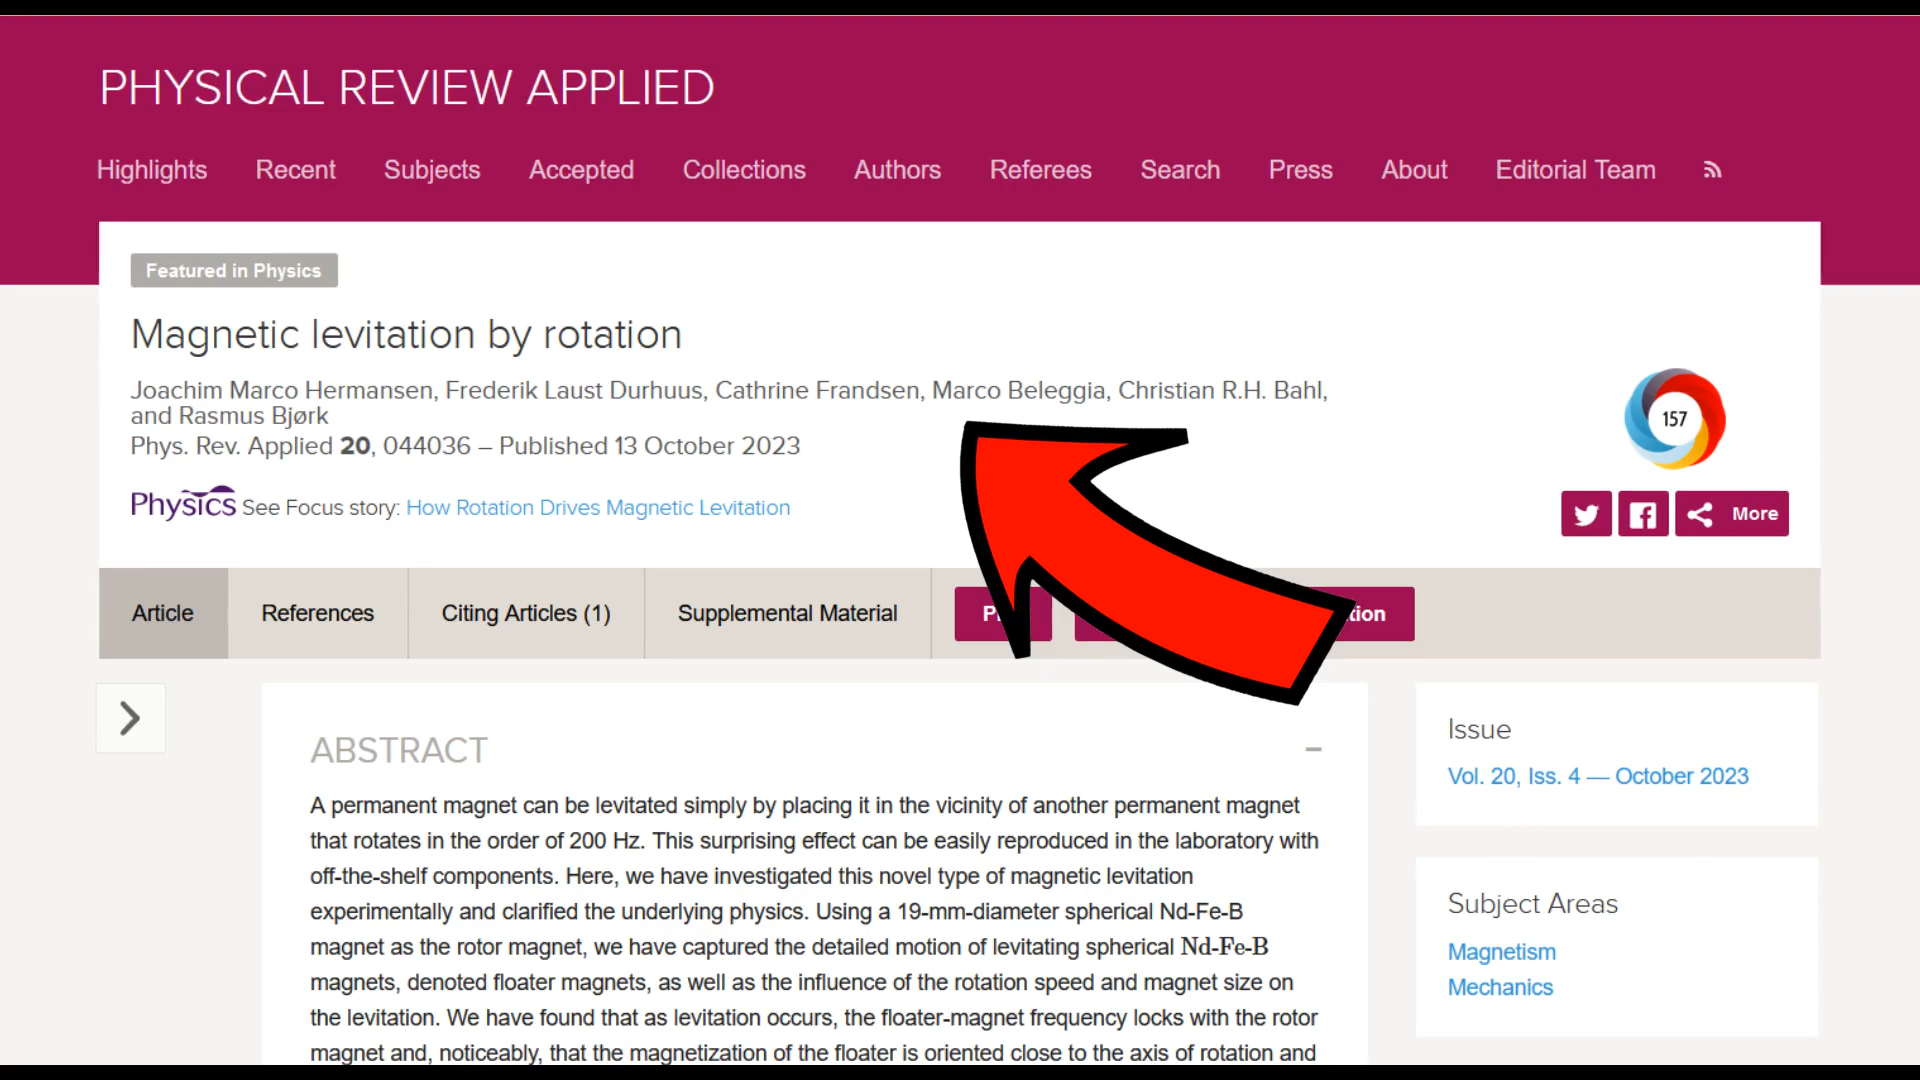 PHYSICAL REVIEW APPLIED
Highlights Recent Subjects Accepted Collections Authors Referees Search Press About Editorial Team
Featured in Physics
Magnetic levitation by rotation
Joachim Marco Hermansen, Frederik Laust Durhuus, Cathrine Frandsen, Marco Beleggia, Christian R.H. Bahl,
and Rasmus Bjørk
Phys. Rev. Applied 20, 044036 – Published 13 October 2023
157
Physics See Focus story: How Rotation Drives Magnetic Levitation
More
Article References Citing Articles (1) Supplemental Material
ABSTRACT
A permanent magnet can be levitated simply by placing it in the vicinity of another permanent magnet
that rotates in the order of 200 Hz. This surprising effect can be easily reproduced in the laboratory with
off-the-shelf components. Here, we have investigated this novel type of magnetic levitation
experimentally and clarified the underlying physics. Using a 19-mm-diameter spherical Nd-Fe-B
magnet as the rotor magnet, we have captured the detailed motion of levitating spherical Nd-Fe-B
magnets, denoted floater magnets, as well as the influence of the rotation speed and magnet size on
the levitation. We have found that as levitation occurs, the floater-magnet frequency locks with the rotor
magnet and, noticeably, that the magnetization of the floater is oriented close to the axis of rotation and
Issue
Vol. 20, Iss. 4 — October 2023
Subject Areas
Magnetism
Mechanics